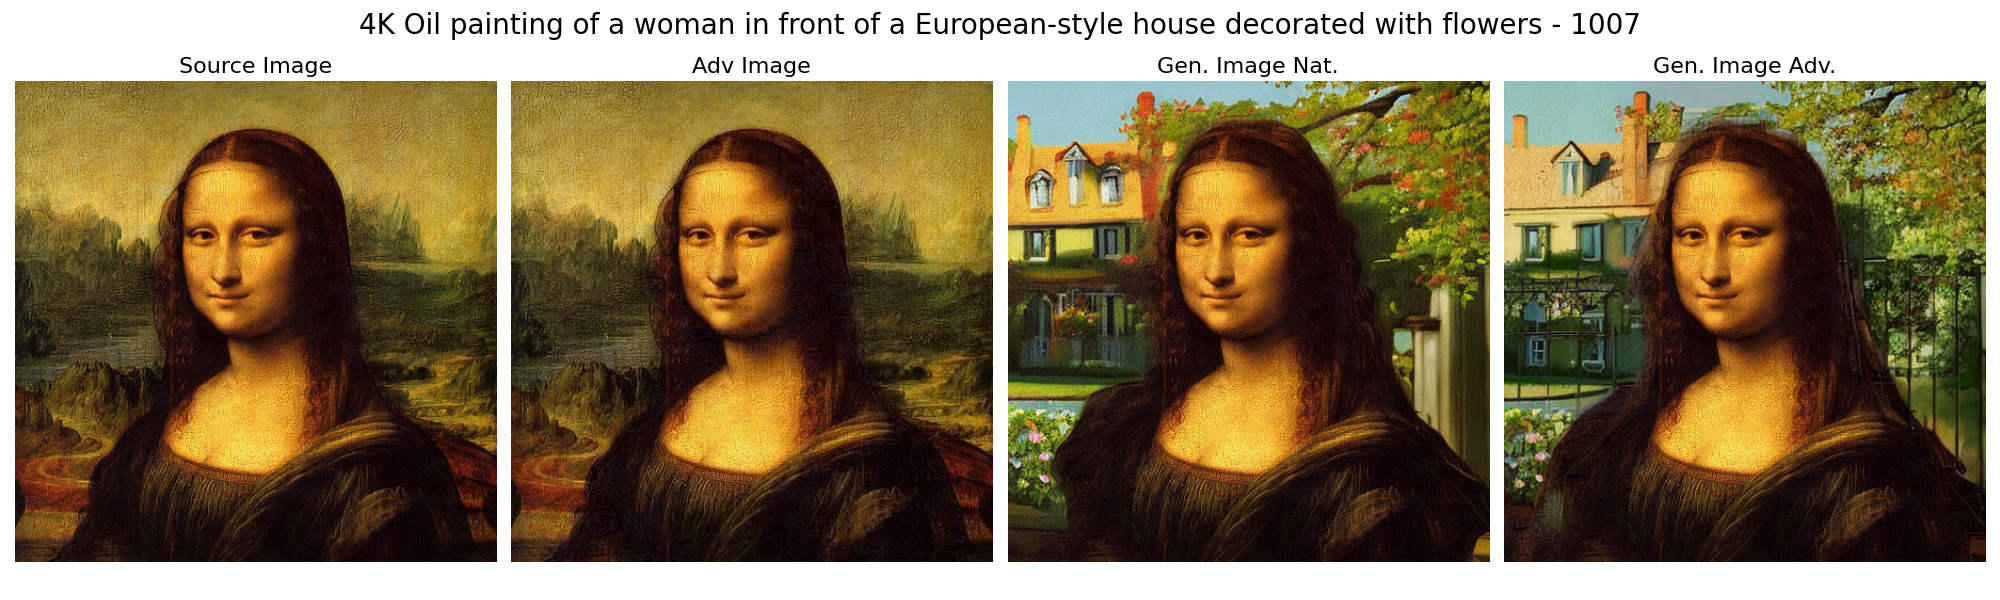 4K Oil painting of a woman in front of a European-style house decorated with flowers - 1007
Source Image
Adv Image
Gen. Image Nat.
Gen. Image Adv.